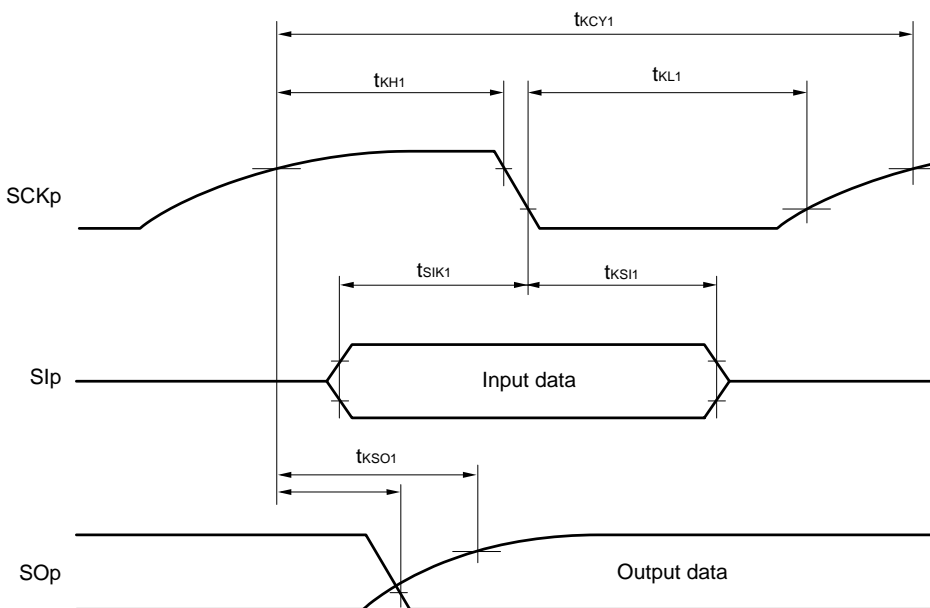 tKCY1
tKH1
tKL1
SCKp
tSIK1
tKSI1
SIp
Input data
tKSO1
SOp
Output data